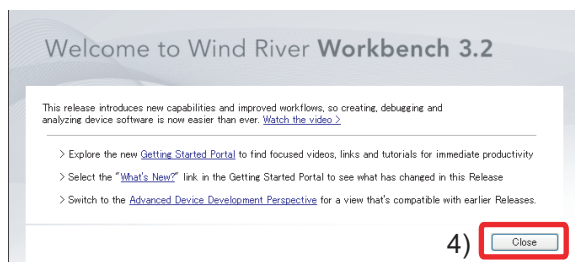 Welcome to Wind River Workbench 3.2
This release introduces new capabilities and improved workflows, so creating, debugging and
analyzing device software is now easier than ever. Watch the video >
> Explore the new Getting Started Portal to find focused videos, links and tutorials for immediate productivity
> Select the "What's New?" link in the Getting Started Portal to see what has changed in this Release
> Switch to the Advanced Device Development Perspective for a view that's compatible with earlier Releases.
4) Close